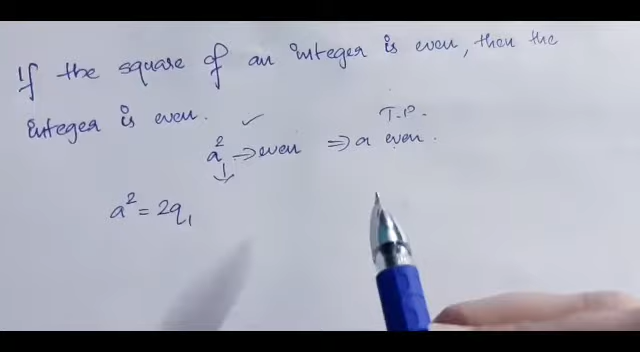 If the square of an integer is even, then the
integer is even.
T.P.
a² → even ⇒ a even.
a² = 2q₁